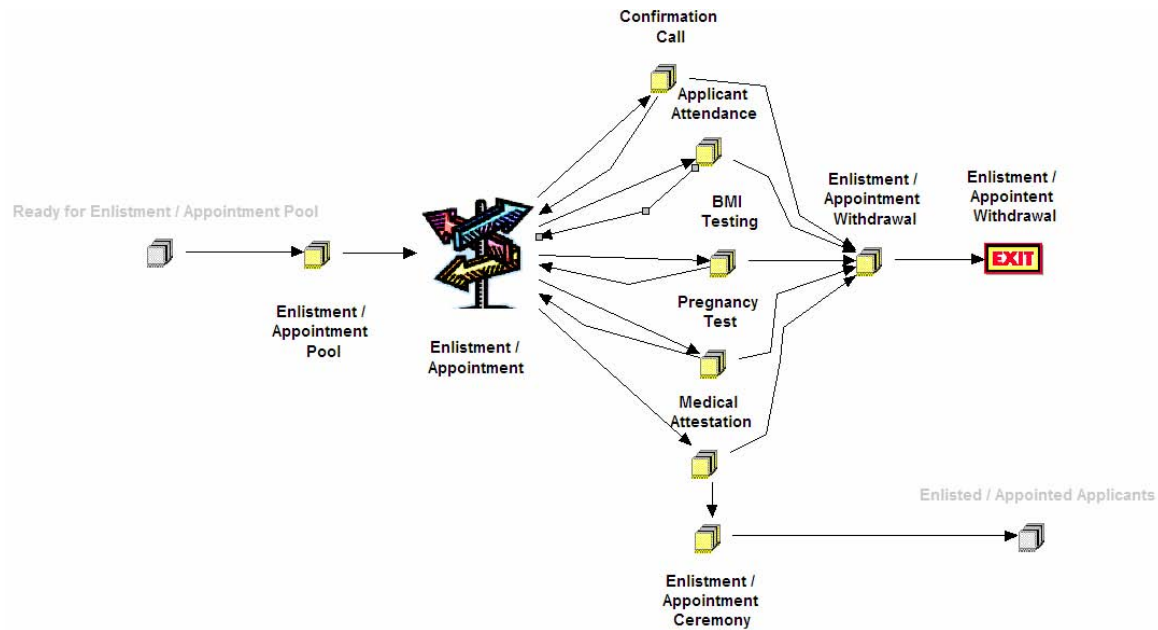 Confirmation
Call
Applicant
Attendance
BMI
Testing
Enlistment /
Appointment
Withdrawal
Enlistment /
Appointent
Withdrawal
EXIT
Ready for Enlistment / Appointment Pool
Enlistment /
Appointment
Pool
Enlistment /
Appointment
Pregnancy
Test
Medical
Attestation
Enlisted / Appointed Applicants
Enlistment /
Appointment
Ceremony